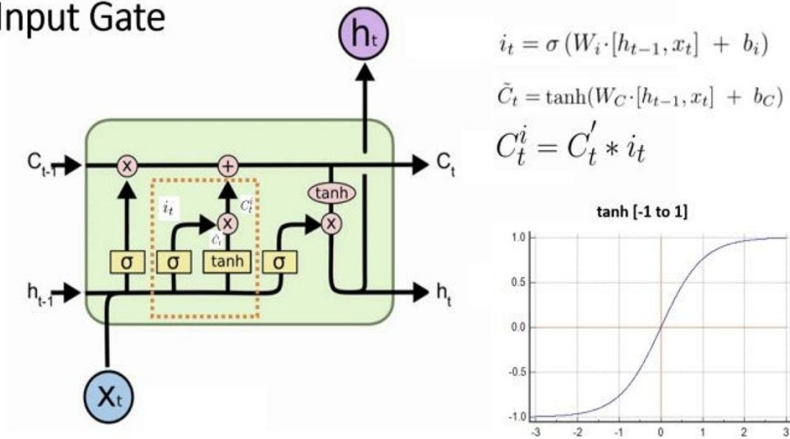 Input Gate
hₜ
iₜ = σ (Wᵢ·[hₜ₋₁, xₜ] + bᵢ)
C̃ₜ = tanh(W_C·[hₜ₋₁, xₜ] + b_C)
Cₜⁱ = Cₜ′ * iₜ
Cₜ₋₁
x
+
Cₜ
tanh
iₜ
Cₜⁱ
x
x
C̃ₜ
σ
σ
tanh
σ
hₜ₋₁
hₜ
Xₜ
tanh [-1 to 1]
1.0
0.5
0.0
-0.5
-1.0
-3 -2 -1 0 1 2 3